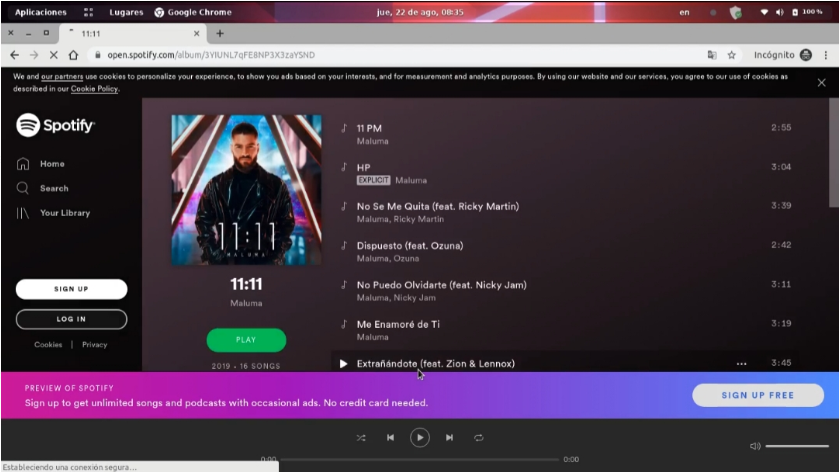 Aplicaciones Lugares Google Chrome jue, 22 de ago, 08:35 en 100 %
11:11
open.spotify.com/album/3YIUNL7qFE8NP3X3zaYSND Incógnito
We and our partners use cookies to personalize your experience, to show you ads based on your interests, and for measurement and analytics purposes. By using our website and our services, you agree to our use of cookies as
described in our Cookie Policy.
Spotify
Home
Search
Your Library
SIGN UP
LOG IN
Cookies | Privacy
11:11
MALUMA
11:11
Maluma
PLAY
2019 • 16 SONGS
11 PM 2:55
Maluma
HP 3:04
EXPLICIT Maluma
No Se Me Quita (feat. Ricky Martin) 3:39
Maluma, Ricky Martin
Dispuesto (feat. Ozuna) 2:42
Maluma, Ozuna
No Puedo Olvidarte (feat. Nicky Jam) 3:11
Maluma, Nicky Jam
Me Enamoré de Ti 3:19
Maluma
Extrañándote (feat. Zion & Lennox) ... 3:45
PREVIEW OF SPOTIFY
Sign up to get unlimited songs and podcasts with occasional ads. No credit card needed.
SIGN UP FREE
0:00 0:00
Estableciendo una conexión segura...